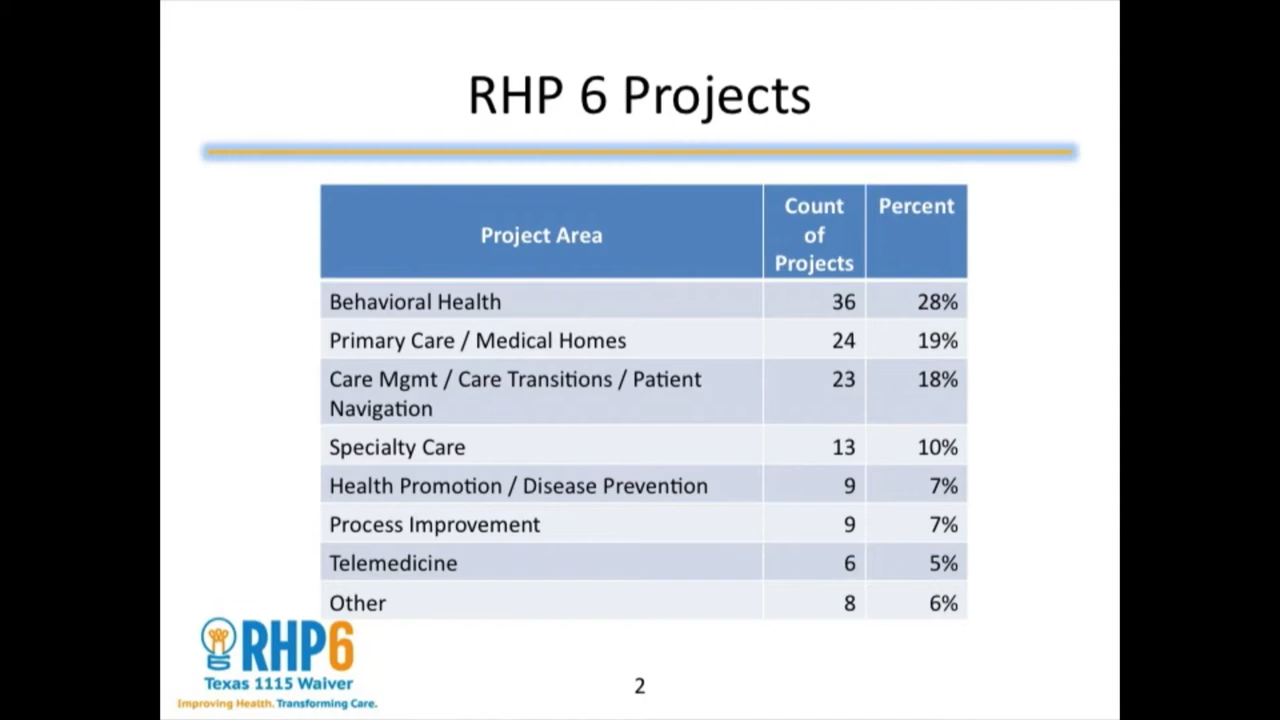 RHP 6 Projects
Project Area
Count
of
Projects
Percent
Behavioral Health 36 28%
Primary Care / Medical Homes 24 19%
Care Mgmt / Care Transitions / Patient 23 18%
Navigation
Specialty Care 13 10%
Health Promotion / Disease Prevention 9 7%
Process Improvement 9 7%
Telemedicine 6 5%
Other 8 6%
RHP6
Texas 1115 Waiver
Improving Health. Transforming Care.
2